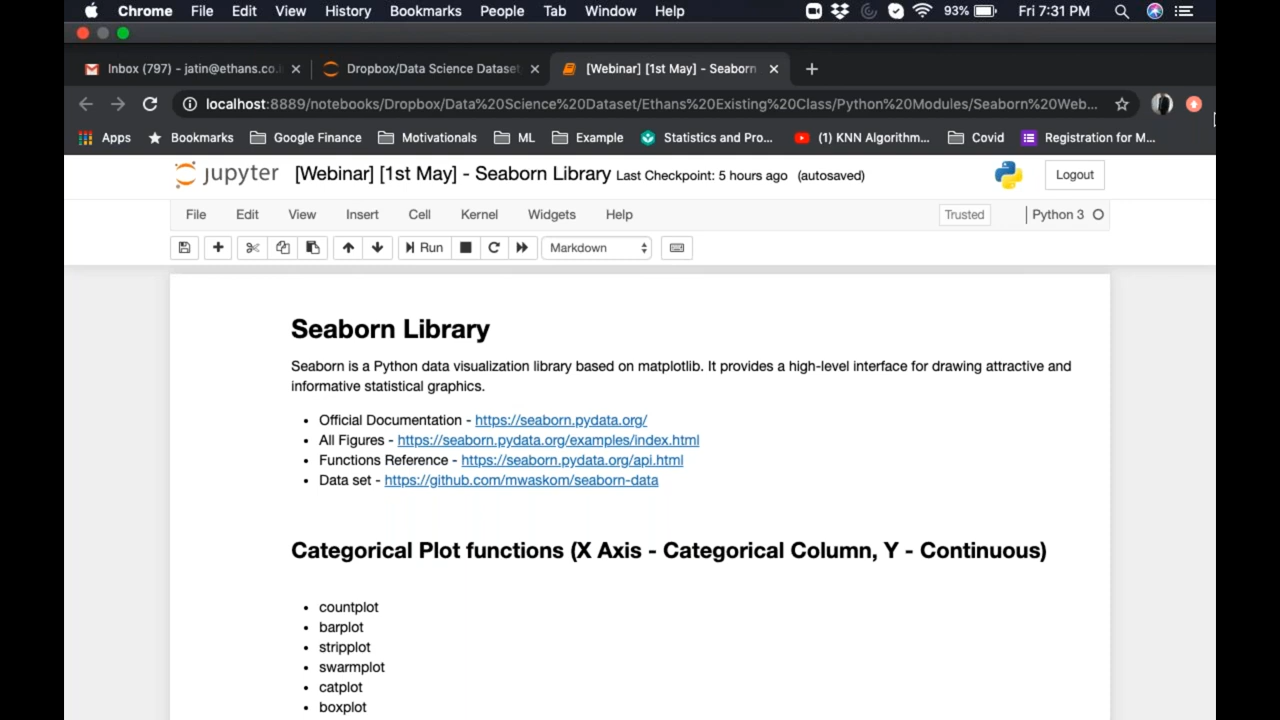 Chrome File Edit View History Bookmarks People Tab Window Help 93% Fri 7:31 PM
Inbox (797) - jatin@ethans.co. Dropbox/Data Science Dataset [Webinar] [1st May] - Seaborn
localhost:8889/notebooks/Dropbox/Data%20Science%20Dataset/Ethans%20Existing%20Class/Python%20Modules/Seaborn%20Web...
Apps Bookmarks Google Finance Motivationals ML Example Statistics and Pro... (1) KNN Algorithm... Covid Registration for M...
jupyter [Webinar] [1st May] - Seaborn Library Last Checkpoint: 5 hours ago (autosaved) Logout
File Edit View Insert Cell Kernel Widgets Help Trusted Python 3
Run Markdown
Seaborn Library
Seaborn is a Python data visualization library based on matplotlib. It provides a high-level interface for drawing attractive and
informative statistical graphics.
• Official Documentation - https://seaborn.pydata.org/
• All Figures - https://seaborn.pydata.org/examples/index.html
• Functions Reference - https://seaborn.pydata.org/api.html
• Data set - https://github.com/mwaskom/seaborn-data
Categorical Plot functions (X Axis - Categorical Column, Y - Continuous)
• countplot
• barplot
• stripplot
• swarmplot
• catplot
• boxplot